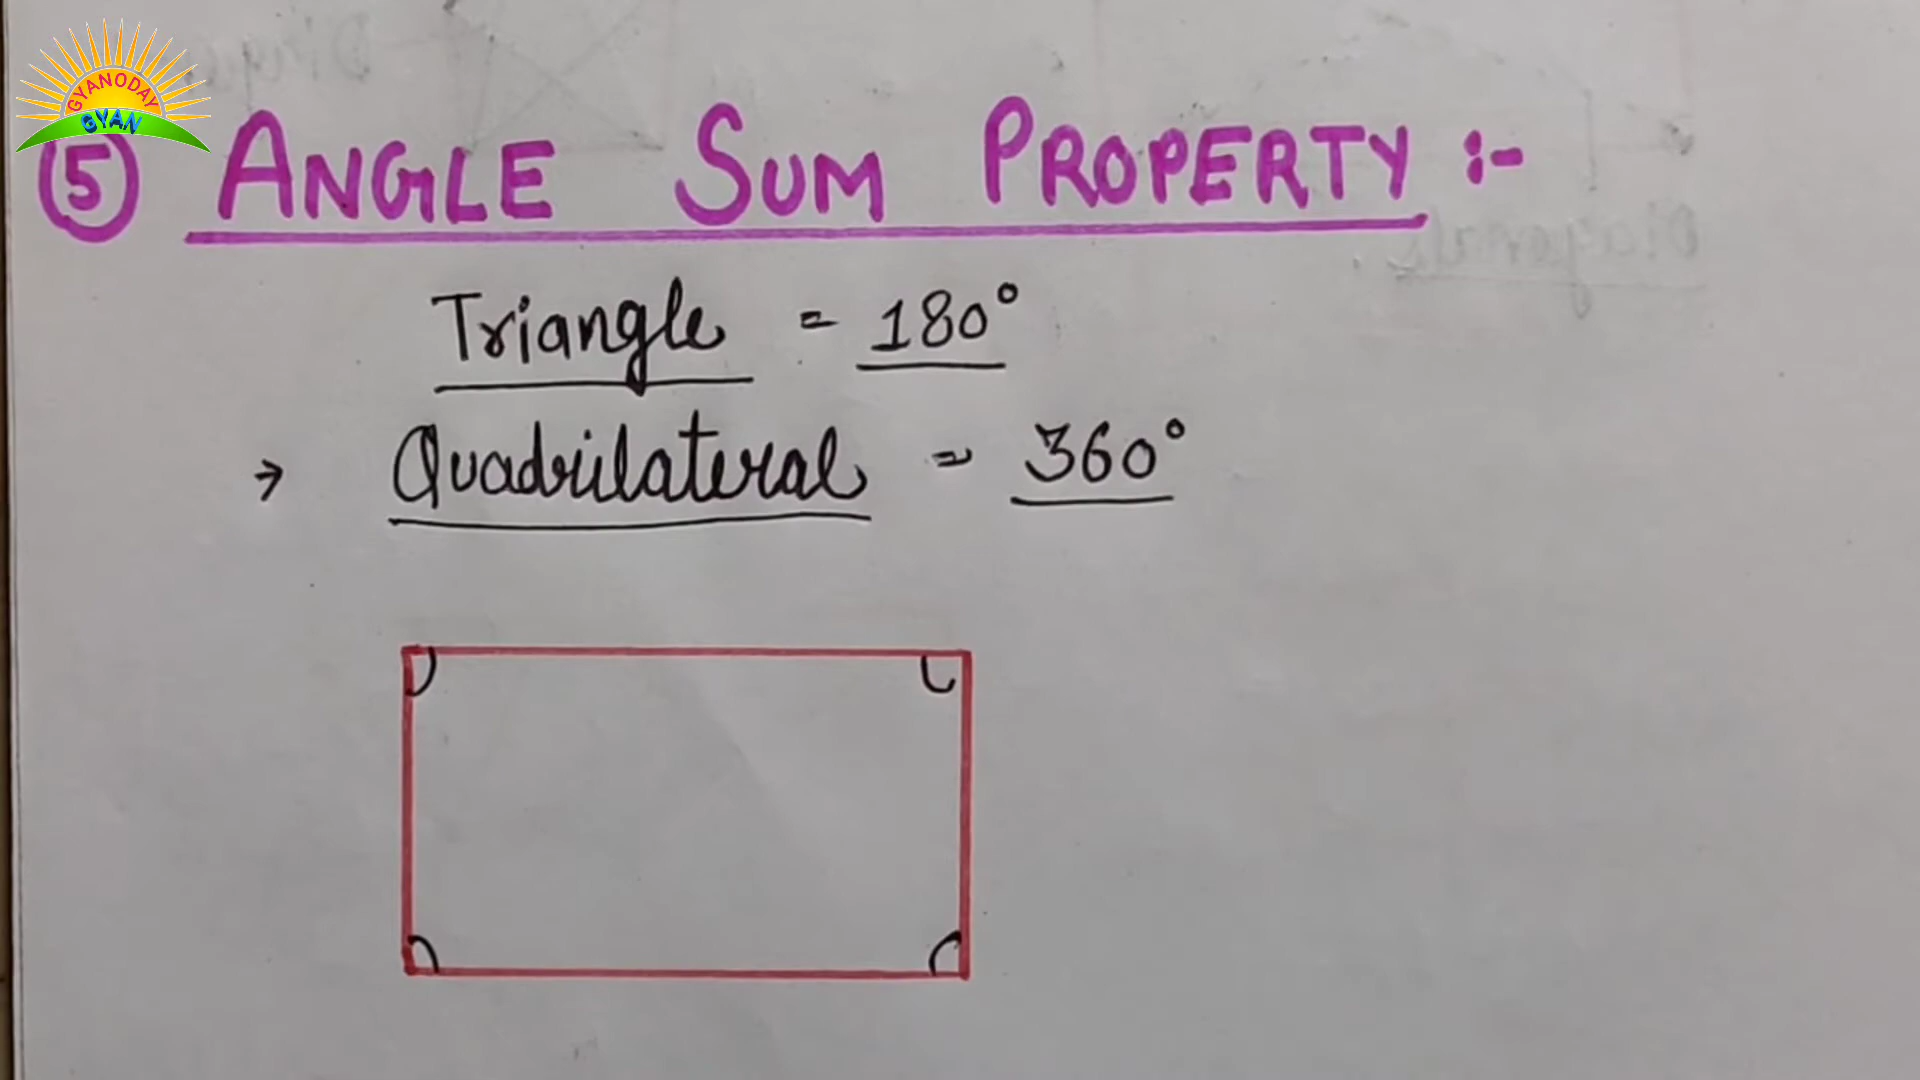 GYANODAY
GYAN
⑤ ANGLE SUM PROPERTY :-
Triangle = 180°
→ Quadrilateral = 360°